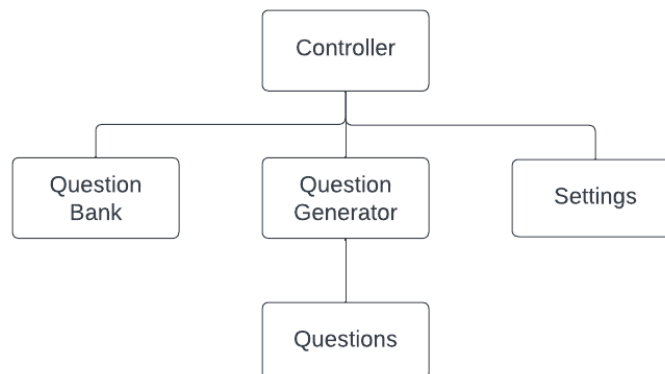 Controller
Question
Bank
Question
Generator
Settings
Questions